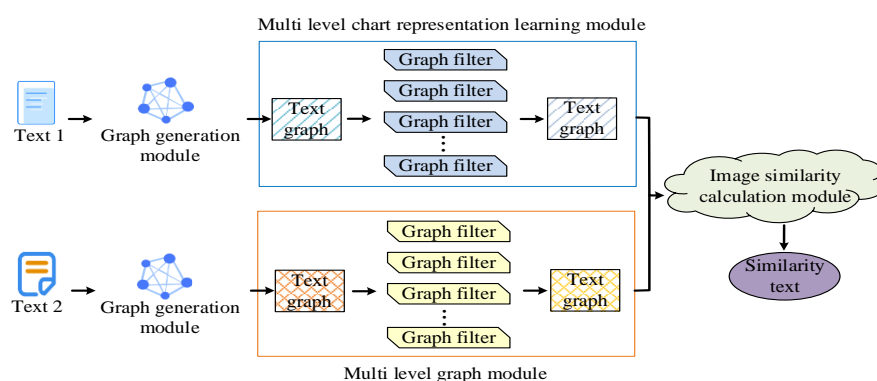 Multi level chart representation learning module
Graph filter
Graph filter
Graph filter
Graph filter
Text
graph
Text
graph
Text 1
Graph generation
module
Image similarity
calculation module
Similarity
text
Graph filter
Graph filter
Graph filter
Graph filter
Text
graph
Text
graph
Text 2
Graph generation
module
Multi level graph module